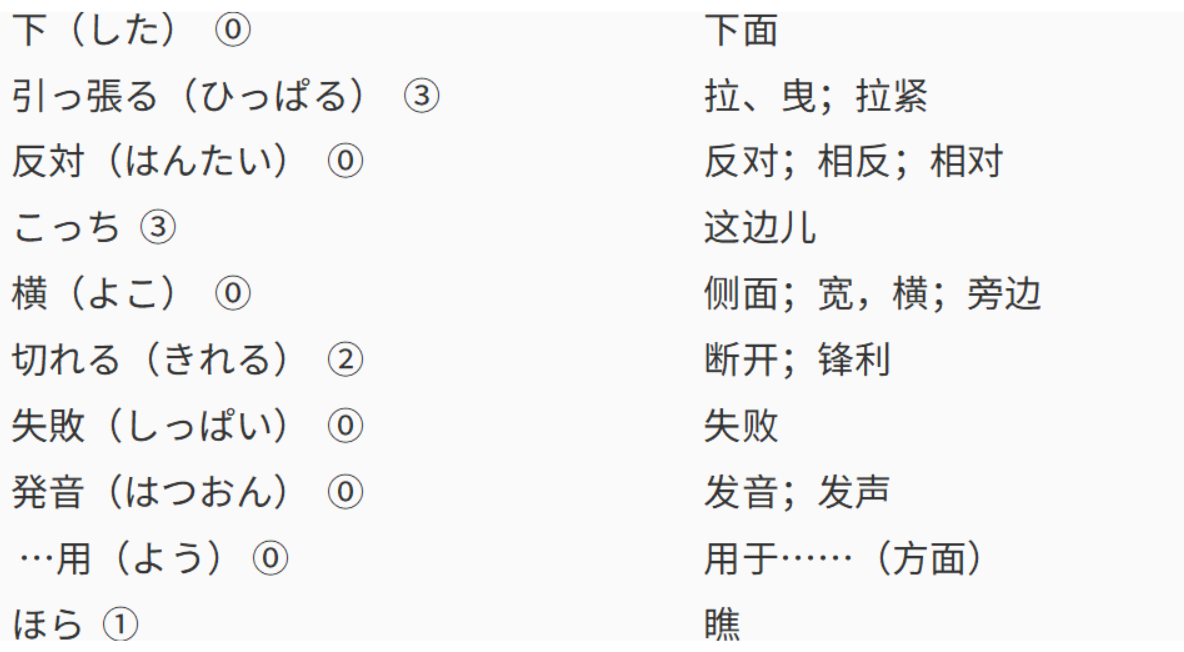 下（した） ⓪ 下面
引っ張る（ひっぱる） ③ 拉、曳；拉紧
反対（はんたい） ⓪ 反对；相反；相对
こっち ③ 这边儿
横（よこ） ⓪ 侧面；宽，横；旁边
切れる（きれる） ② 断开；锋利
失敗（しっぱい） ⓪ 失败
発音（はつおん） ⓪ 发音；发声
…用（よう） ⓪ 用于……（方面）
ほら ① 瞧